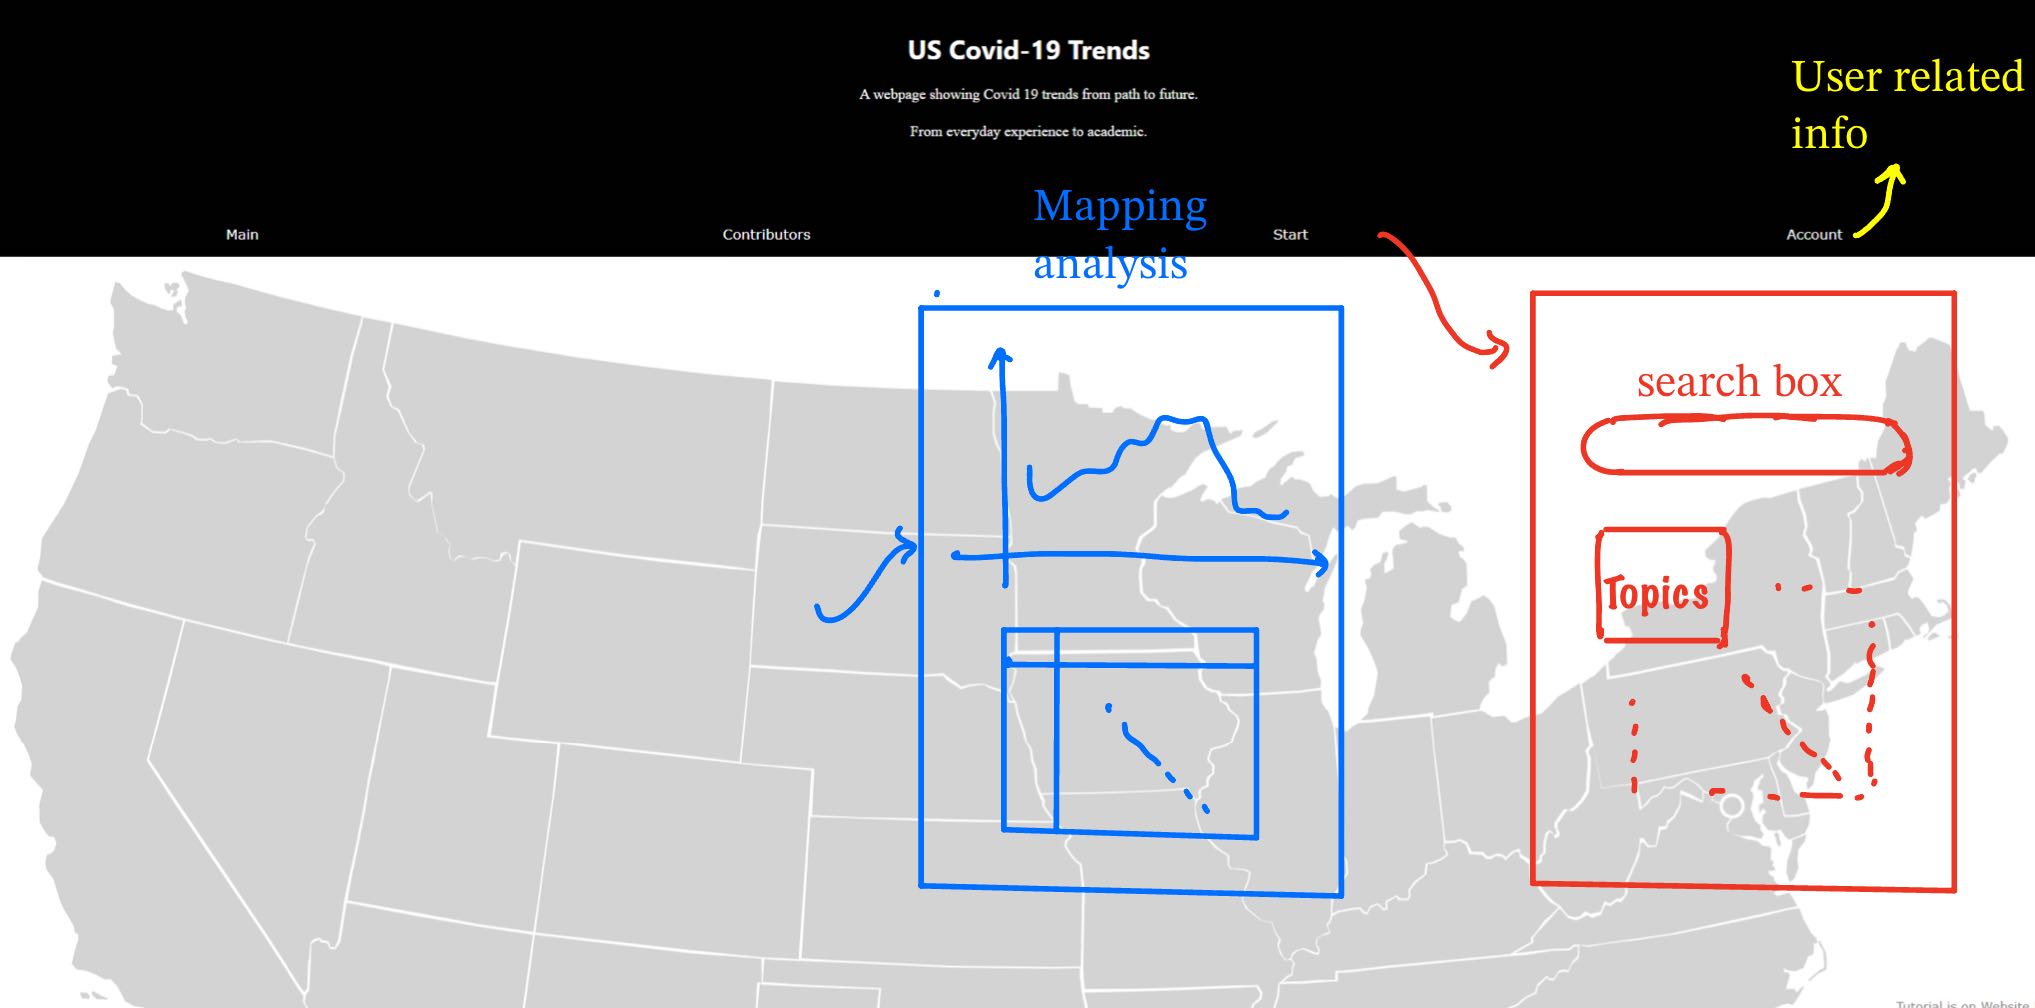 US Covid-19 Trends
A webpage showing Covid 19 trends from path to future.
From everyday experience to academic.
User related
info
Mapping
analysis
Main
Contributors
Start
Account
search box
Topics
Tutorial is on Website